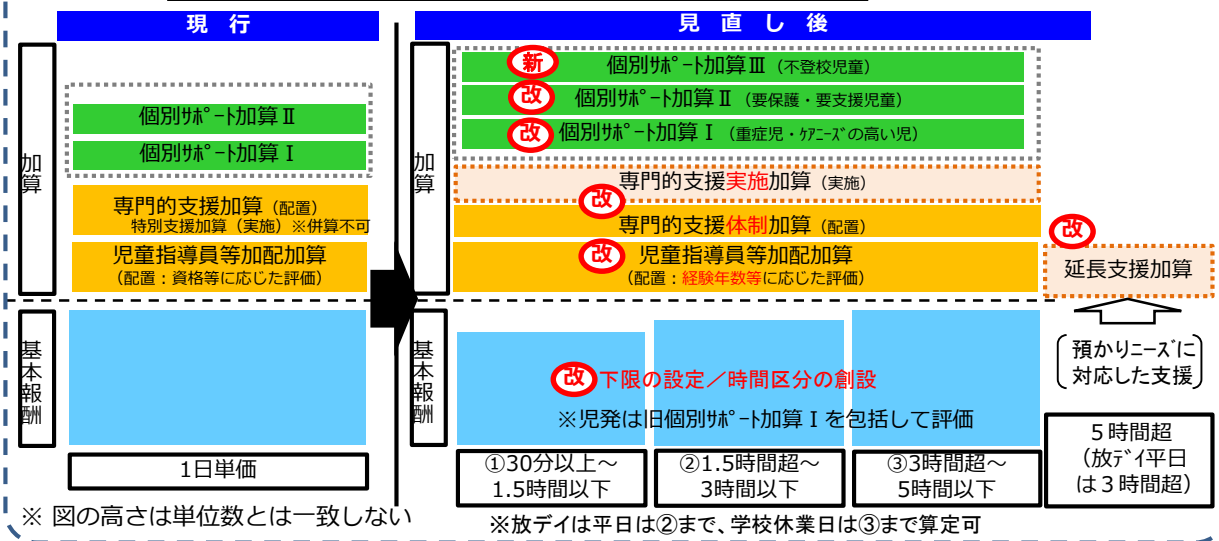 現 行
見 直 し 後
加算
個別ｻﾎﾟｰﾄ加算Ⅱ
個別ｻﾎﾟｰﾄ加算Ⅰ
専門的支援加算（配置）
特別支援加算（実施）※併算不可
児童指導員等加配加算
（配置：資格等に応じた評価）
基本報酬
1日単価
※ 図の高さは単位数とは一致しない
加算
新 個別ｻﾎﾟｰﾄ加算Ⅲ（不登校児童）
改 個別ｻﾎﾟｰﾄ加算Ⅱ（要保護・要支援児童）
改 個別ｻﾎﾟｰﾄ加算Ⅰ（重症児・ｹｱﾆｰｽﾞの高い児）
専門的支援実施加算（実施）
改
専門的支援体制加算（配置）
改 児童指導員等加配加算
（配置：経験年数等に応じた評価）
改
延長支援加算
預かりﾆｰｽﾞに
対応した支援
基本報酬
改 下限の設定／時間区分の創設
※児発は旧個別ｻﾎﾟｰﾄ加算Ⅰを包括して評価
①30分以上～
1.5時間以下
②1.5時間超～
3時間以下
③3時間超～
5時間以下
５時間超
（放ﾃﾞｲ平日
は３時間超）
※放デイは平日は②まで、学校休業日は③まで算定可